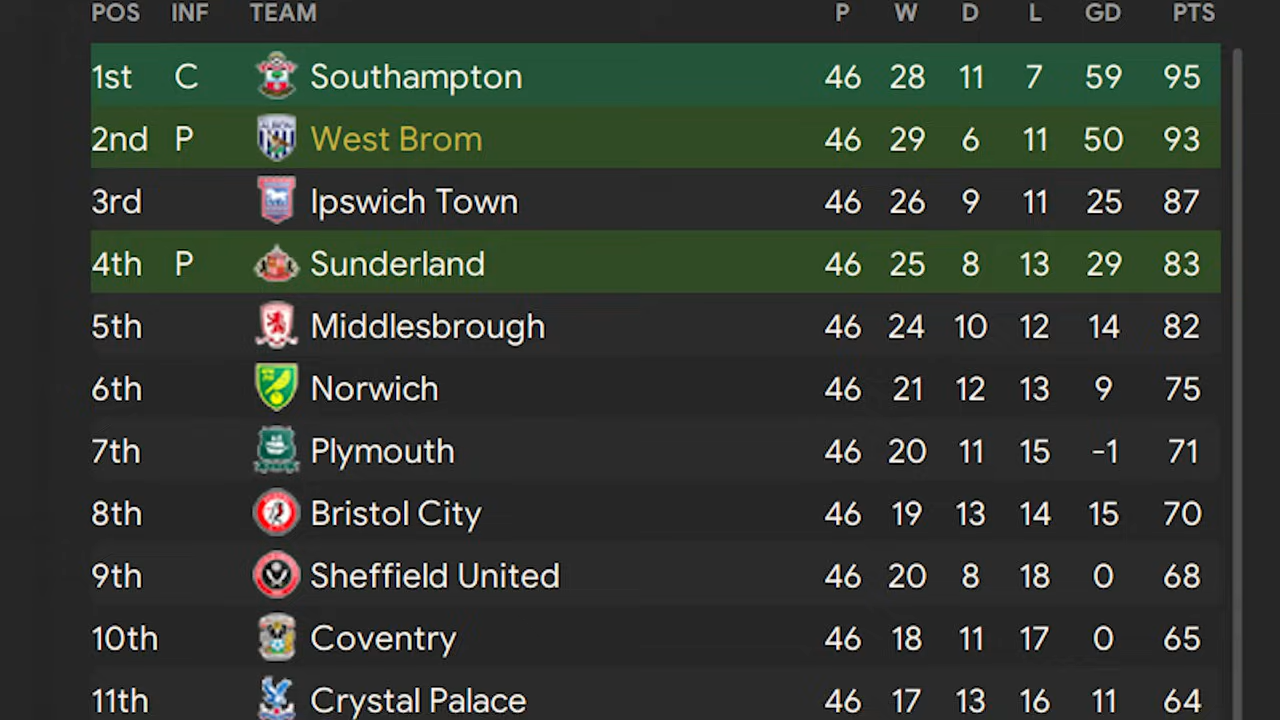 POS INF TEAM P W D L GD PTS
1st C Southampton 46 28 11 7 59 95
2nd P West Brom 46 29 6 11 50 93
3rd Ipswich Town 46 26 9 11 25 87
4th P Sunderland 46 25 8 13 29 83
5th Middlesbrough 46 24 10 12 14 82
6th Norwich 46 21 12 13 9 75
7th Plymouth 46 20 11 15 -1 71
8th Bristol City 46 19 13 14 15 70
9th Sheffield United 46 20 8 18 0 68
10th Coventry 46 18 11 17 0 65
11th Crystal Palace 46 17 13 16 11 64